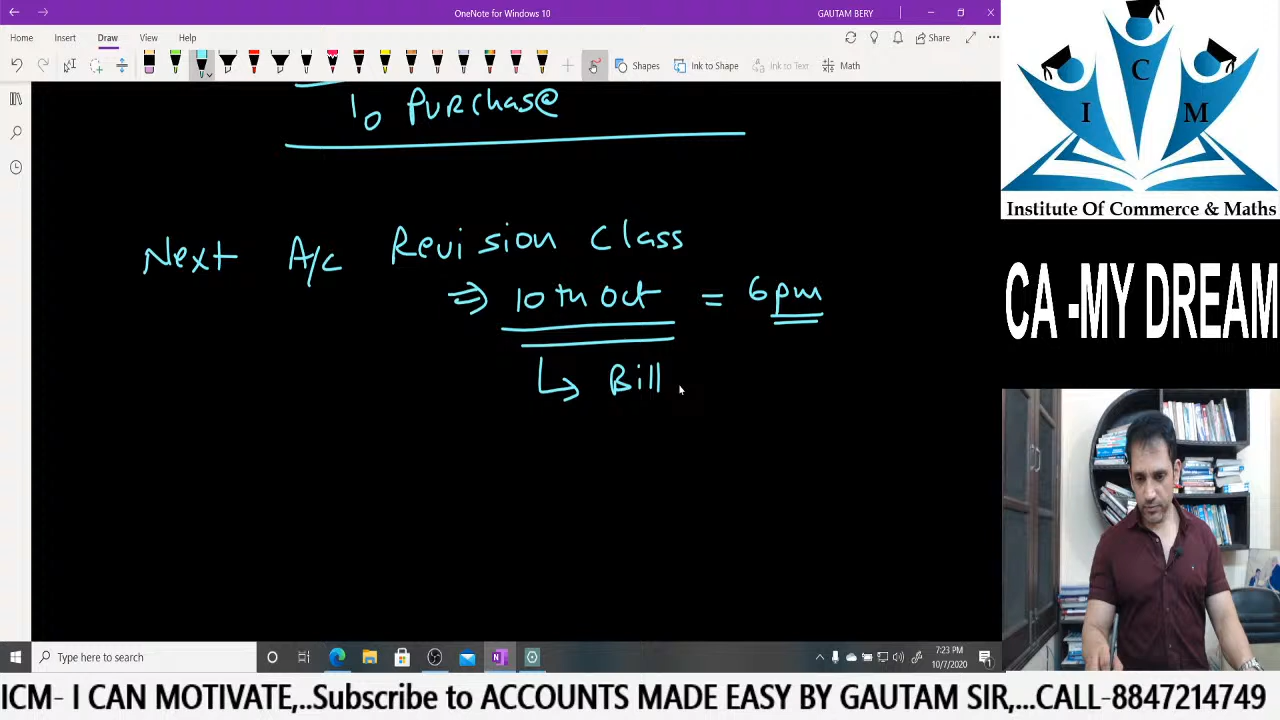 OneNote for Windows 10
GAUTAM BERY
Home Insert Draw View Help
Share
Shapes
Ink to Shape
Ink to Text
Math
To Purchase
Next A/c Revision Class
⇒ 10th Oct = 6pm
↳ Bill
I C M
Institute Of Commerce & Maths
CA -MY DREAM
Type here to search
7:23 PM
10/7/2020
ICM- I CAN MOTIVATE,..Subscribe to ACCOUNTS MADE EASY BY GAUTAM SIR,...CALL-8847214749